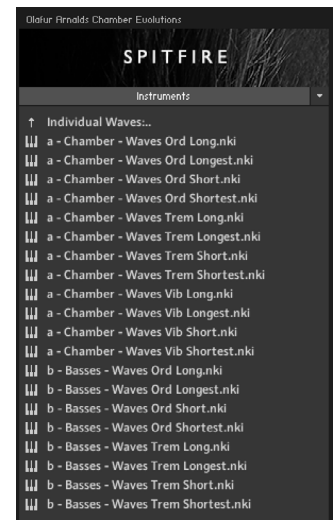 Olafur Arnalds Chamber Evolutions
SPITFIRE
Instruments
Individual Waves:..
a - Chamber - Waves Ord Long.nki
a - Chamber - Waves Ord Longest.nki
a - Chamber - Waves Ord Short.nki
a - Chamber - Waves Ord Shortest.nki
a - Chamber - Waves Trem Long.nki
a - Chamber - Waves Trem Longest.nki
a - Chamber - Waves Trem Short.nki
a - Chamber - Waves Trem Shortest.nki
a - Chamber - Waves Vib Long.nki
a - Chamber - Waves Vib Longest.nki
a - Chamber - Waves Vib Short.nki
a - Chamber - Waves Vib Shortest.nki
b - Basses - Waves Ord Long.nki
b - Basses - Waves Ord Longest.nki
b - Basses - Waves Ord Short.nki
b - Basses - Waves Ord Shortest.nki
b - Basses - Waves Trem Long.nki
b - Basses - Waves Trem Longest.nki
b - Basses - Waves Trem Short.nki
b - Basses - Waves Trem Shortest.nki